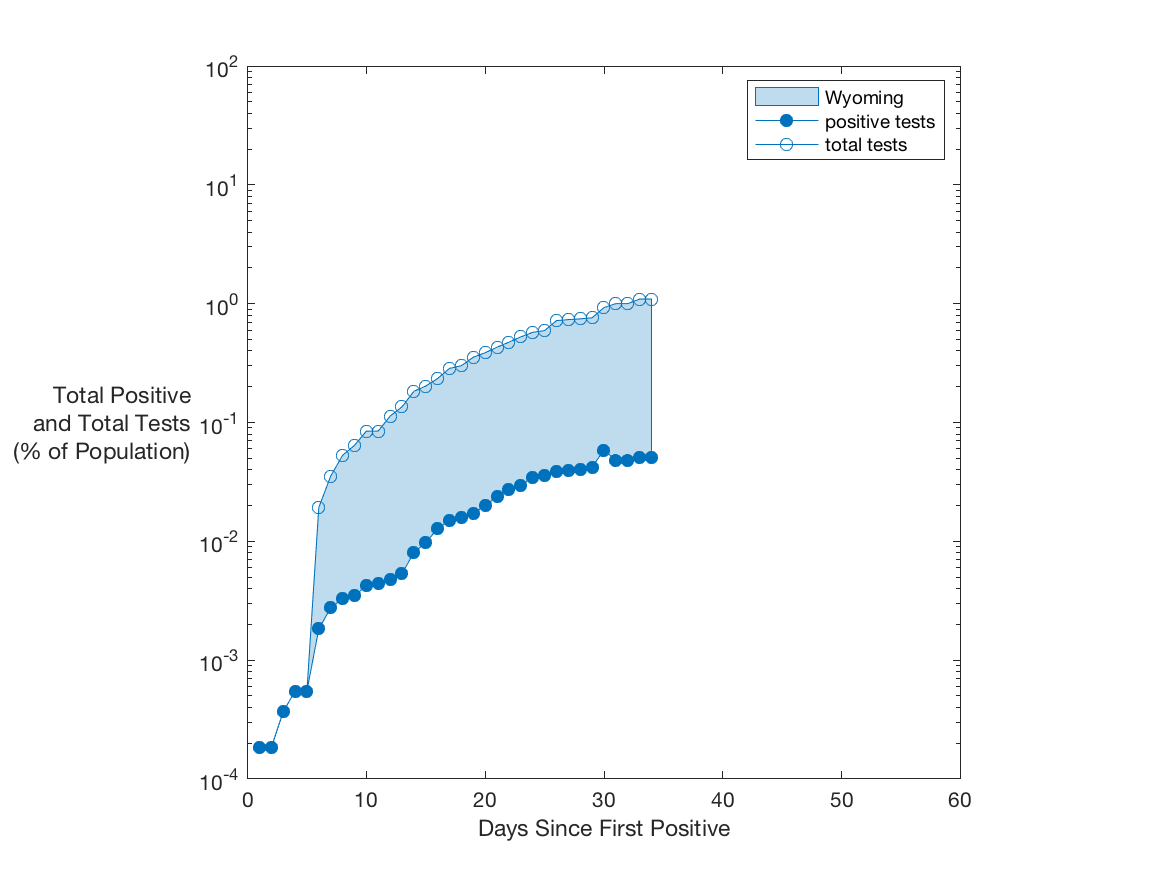 10^2
10^1
10^0
10^-1
10^-2
10^-3
10^-4
Total Positive
and Total Tests
(% of Population)
Wyoming
positive tests
total tests
0 10 20 30 40 50 60
Days Since First Positive